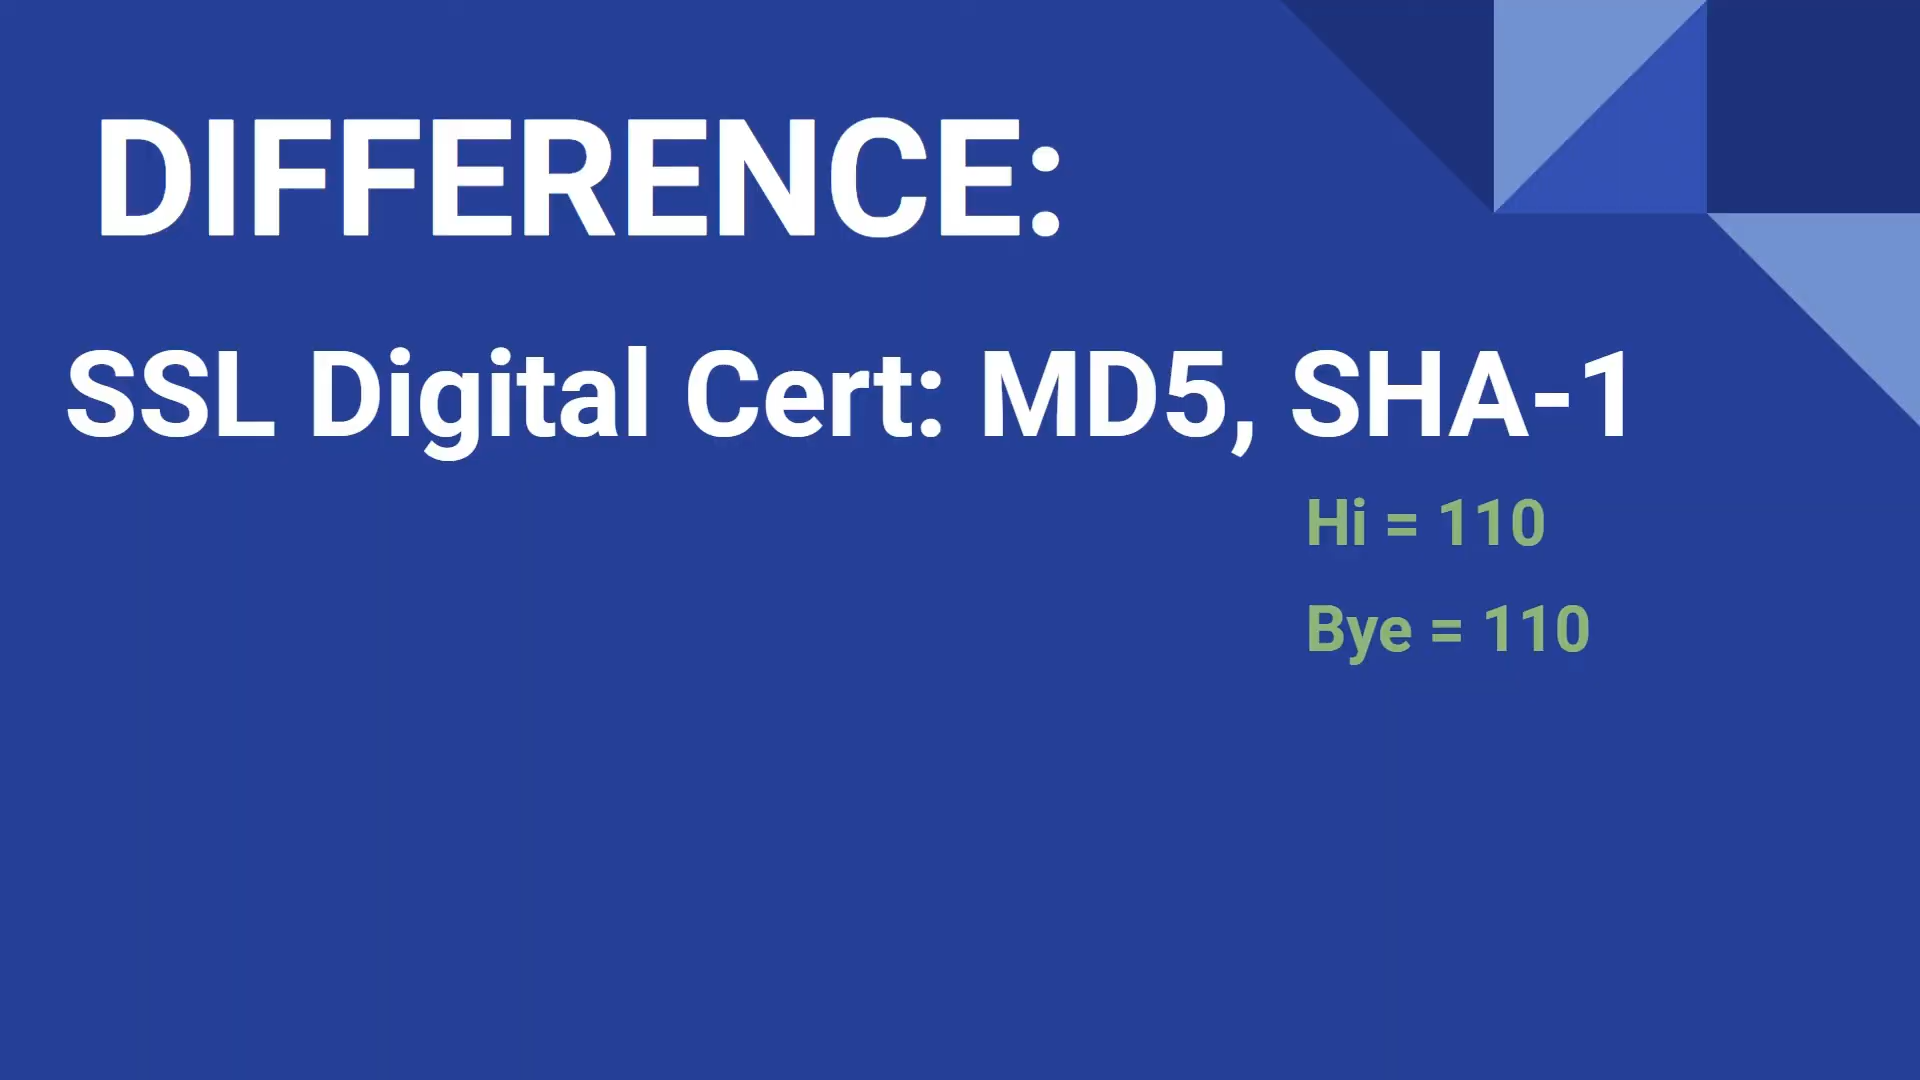 DIFFERENCE:
SSL Digital Cert: MD5, SHA-1
Hi = 110
Bye = 110